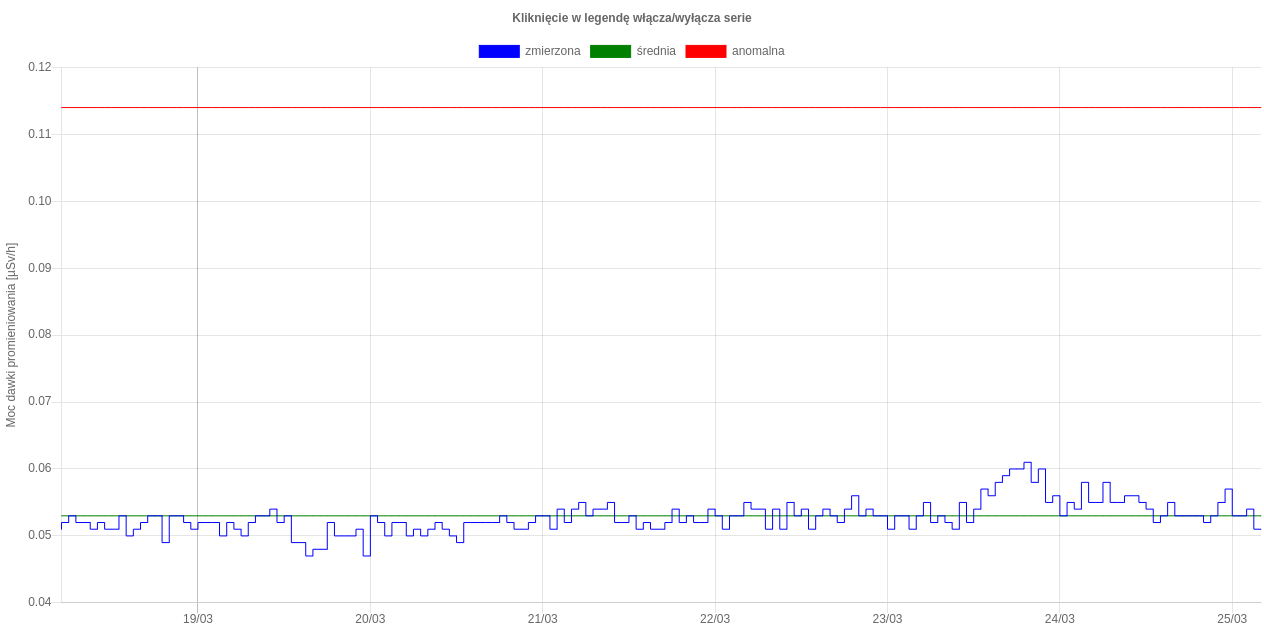 Kliknięcie w legendę włącza/wyłącza serie
zmierzona średnia anomalna
Moc dawki promieniowania [µSv/h]
0.12
0.11
0.10
0.09
0.08
0.07
0.06
0.05
0.04
19/03 20/03 21/03 22/03 23/03 24/03 25/03